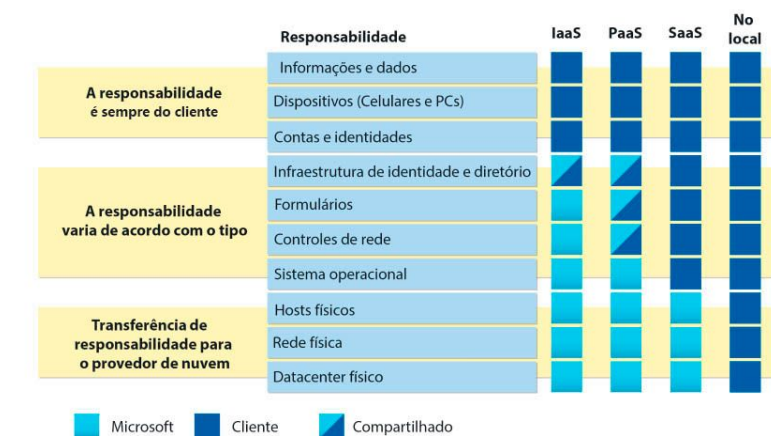 Responsabilidade
IaaS
PaaS
SaaS
No
local
A responsabilidade
é sempre do cliente
Informações e dados
Dispositivos (Celulares e PCs)
Contas e identidades
A responsabilidade
varia de acordo com o tipo
Infraestrutura de identidade e diretório
Formulários
Controles de rede
Sistema operacional
Transferência de
responsabilidade para
o provedor de nuvem
Hosts físicos
Rede física
Datacenter físico
Microsoft
Cliente
Compartilhado